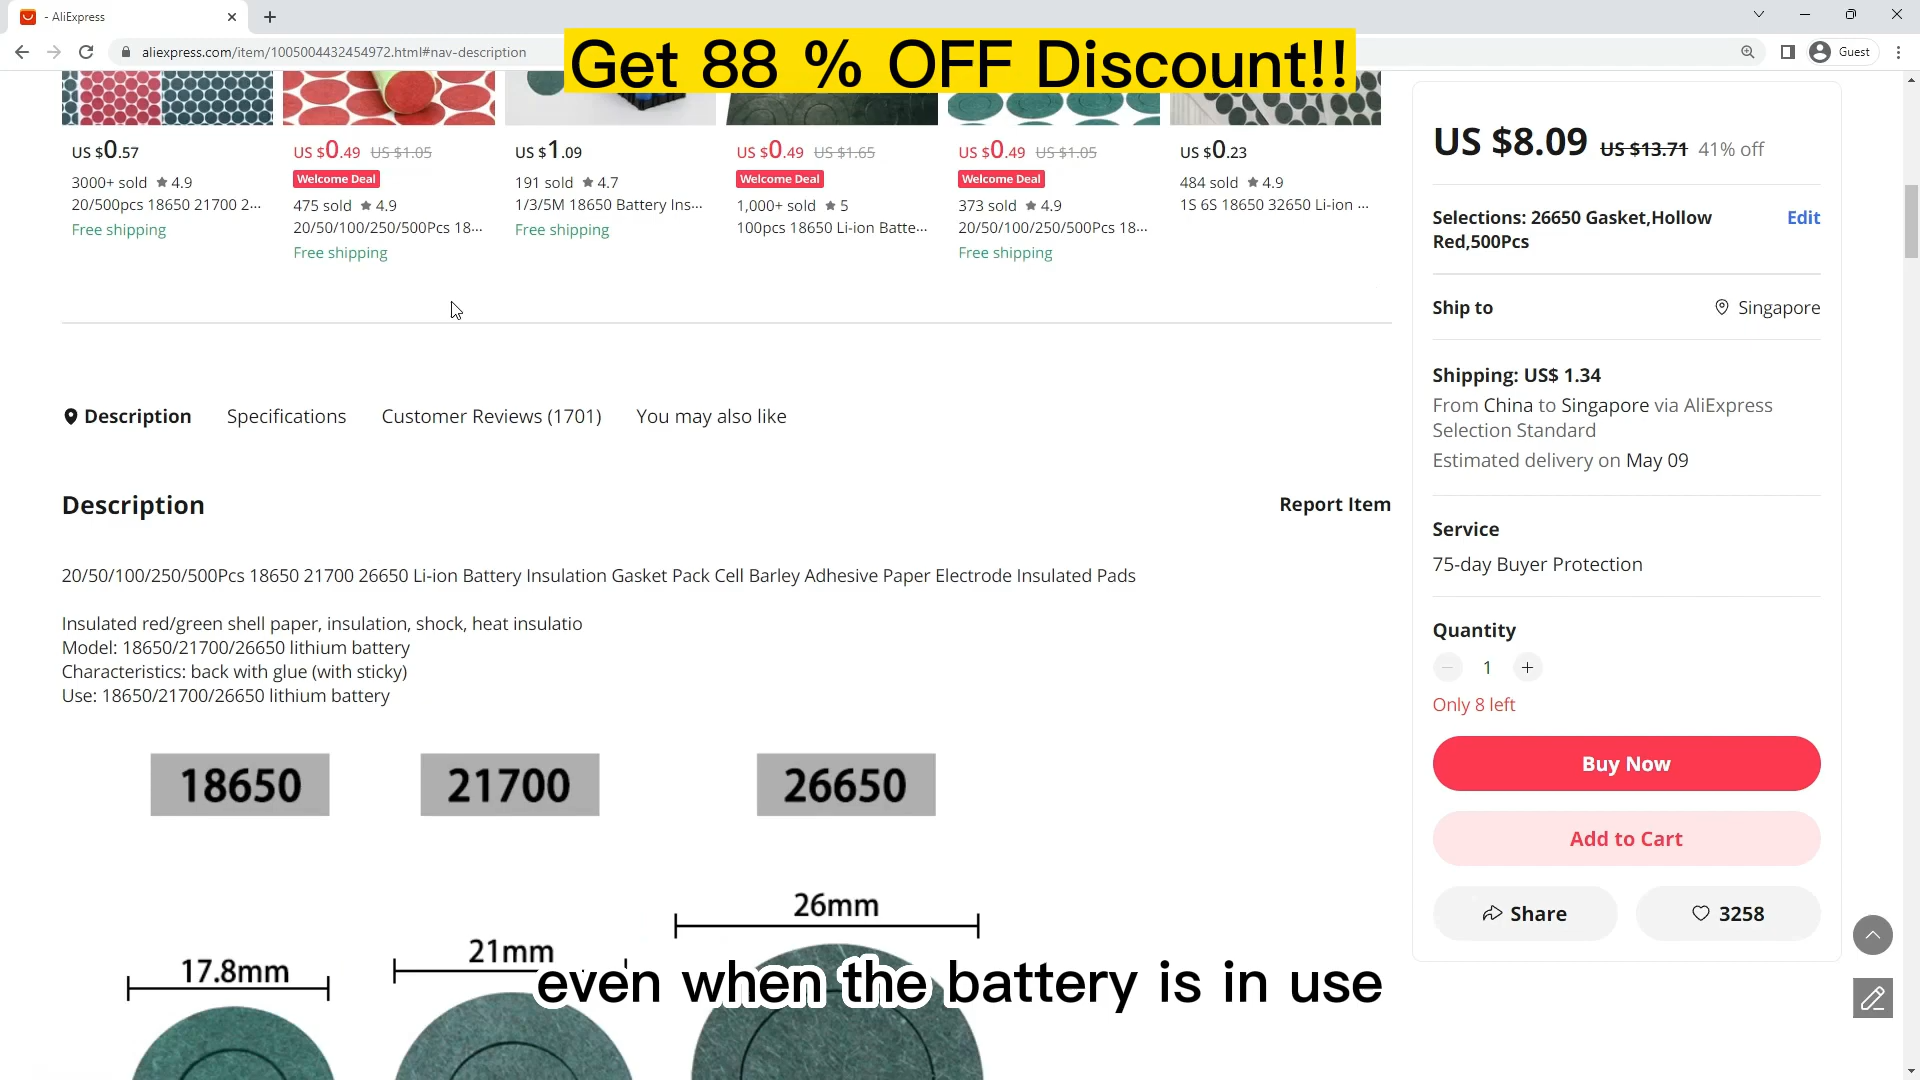 - AliExpress
aliexpress.com/item/1005004432454972.html#nav-description
Guest
Get 88 % OFF Discount!!
US $0.57
3000+ sold 4.9
20/500pcs 18650 21700 2...
Free shipping
US $0.49 US $1.05
Welcome Deal
475 sold 4.9
20/50/100/250/500Pcs 18...
Free shipping
US $1.09
191 sold 4.7
1/3/5M 18650 Battery Ins...
Free shipping
US $0.49 US $1.65
Welcome Deal
1,000+ sold 5
100pcs 18650 Li-ion Batte...
US $0.49 US $1.05
Welcome Deal
373 sold 4.9
20/50/100/250/500Pcs 18...
Free shipping
US $0.23
484 sold 4.9
1S 6S 18650 32650 Li-ion ...
Description Specifications Customer Reviews (1701) You may also like
Description
Report Item
20/50/100/250/500Pcs 18650 21700 26650 Li-ion Battery Insulation Gasket Pack Cell Barley Adhesive Paper Electrode Insulated Pads
Insulated red/green shell paper, insulation, shock, heat insulatio
Model: 18650/21700/26650 lithium battery
Characteristics: back with glue (with sticky)
Use: 18650/21700/26650 lithium battery
18650 21700 26650
17.8mm 21mm 26mm
even when the battery is in use
US $8.09 US $13.71 41% off
Selections: 26650 Gasket,Hollow
Red,500Pcs
Edit
Ship to
Singapore
Shipping: US$ 1.34
From China to Singapore via AliExpress
Selection Standard
Estimated delivery on May 09
Service
75-day Buyer Protection
Quantity
1
Only 8 left
Buy Now
Add to Cart
Share
3258